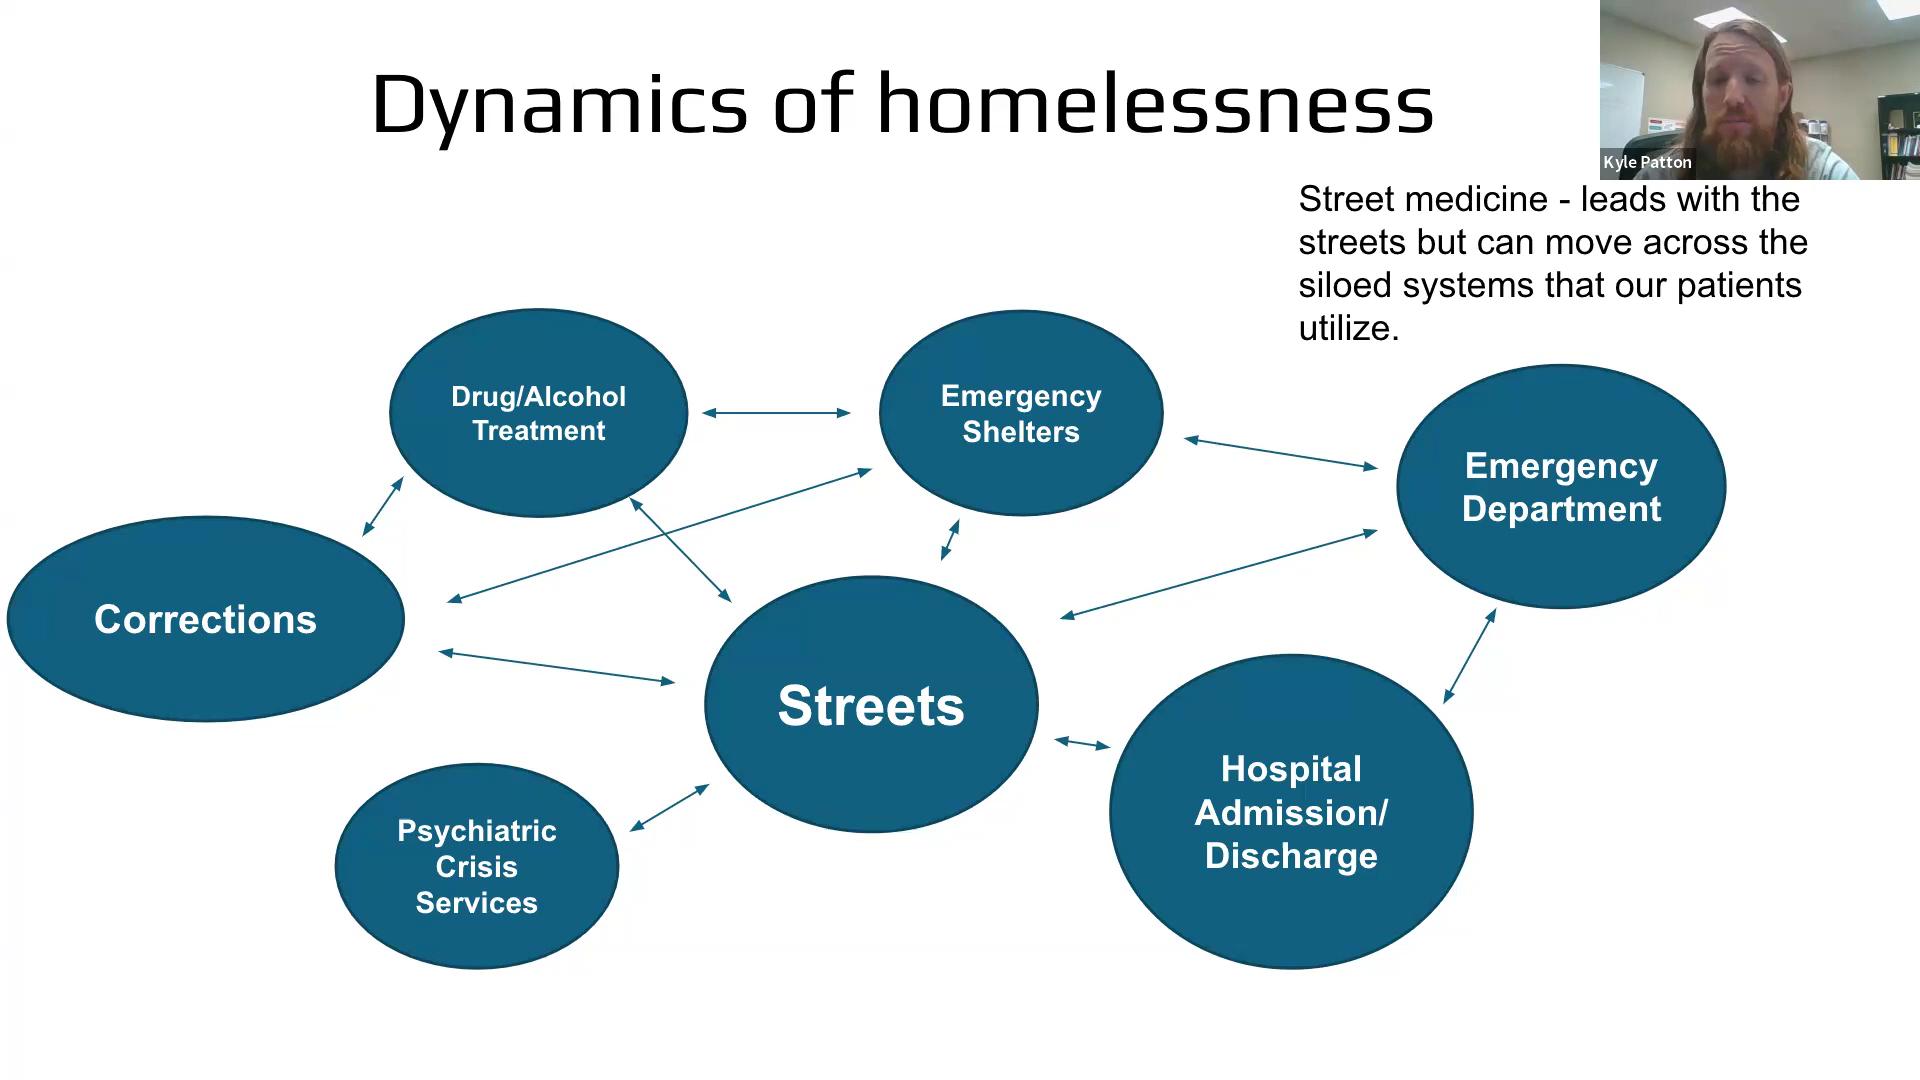 Dynamics of homelessness
Kyle Patton
Street medicine - leads with the
streets but can move across the
siloed systems that our patients
utilize.
Drug/Alcohol
Treatment
Emergency
Shelters
Emergency
Department
Corrections
Streets
Hospital
Admission/
Discharge
Psychiatric
Crisis
Services